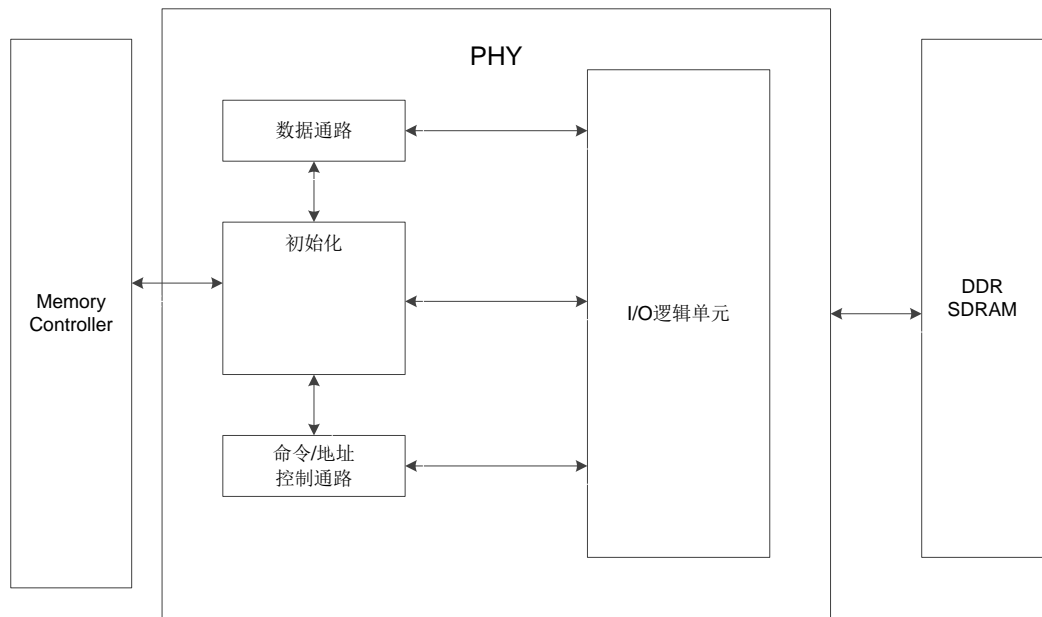 PHY
数据通路
初始化
Memory
Controller
I/O逻辑单元
DDR
SDRAM
命令/地址
控制通路